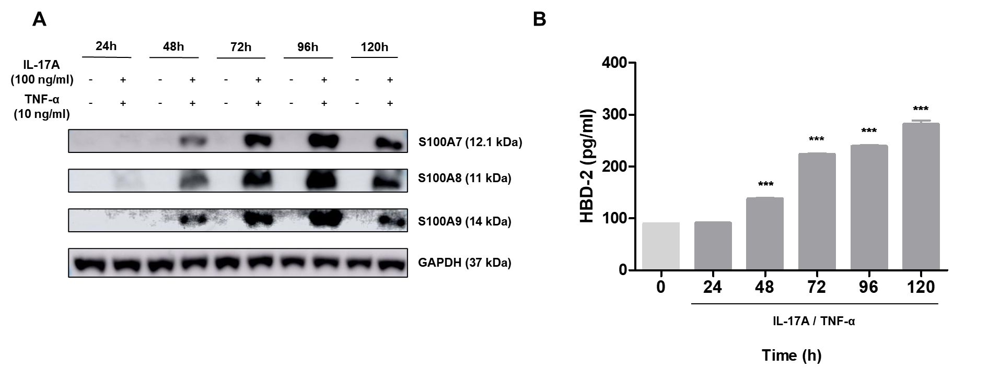 A
24h 48h 72h 96h 120h
IL-17A
(100 ng/ml) - + - + - + - + - +
TNF-α
(10 ng/ml) - + - + - + - + - +
S100A7 (12.1 kDa)
S100A8 (11 kDa)
S100A9 (14 kDa)
GAPDH (37 kDa)
B
HBD-2 (pg/ml)
400
300
200
100
0
*** *** *** ***
0 24 48 72 96 120
IL-17A / TNF-α
Time (h)